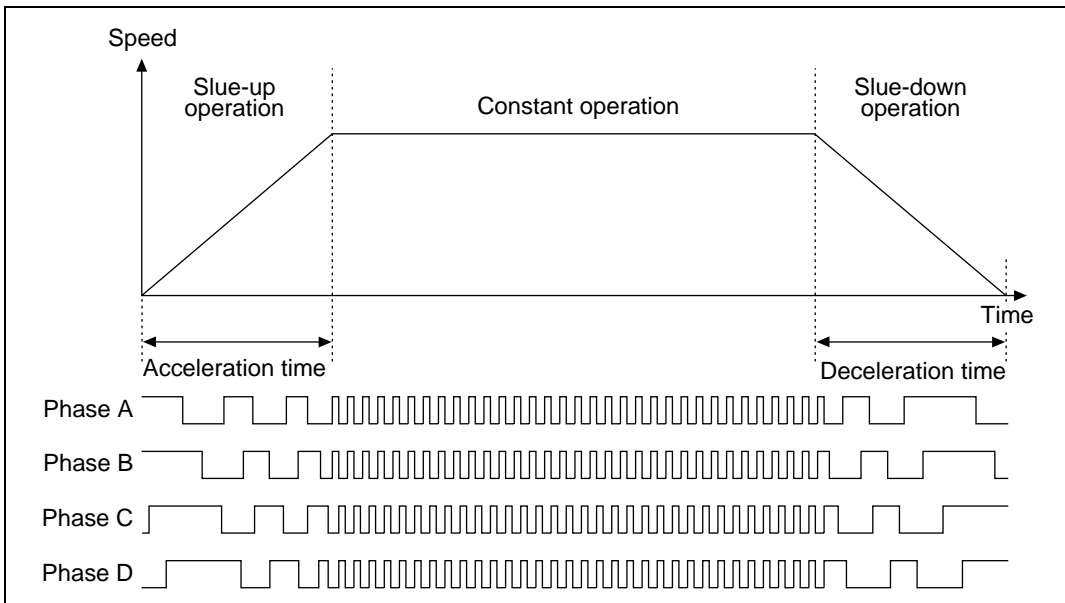 Speed
Slue-up
operation
Constant operation
Slue-down
operation
Time
Acceleration time
Deceleration time
Phase A
Phase B
Phase C
Phase D